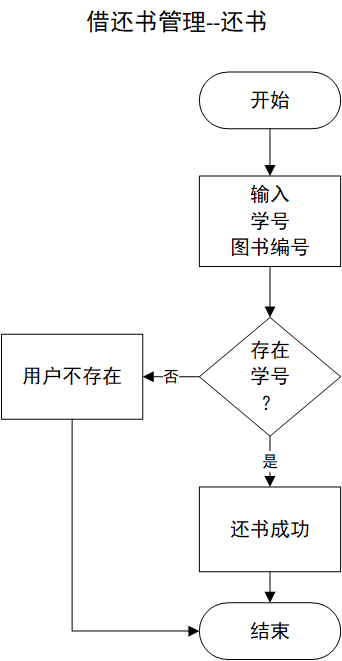 借还书管理--还书
开始
输入
学号
图书编号
存在
学号
？
否
用户不存在
是
还书成功
结束